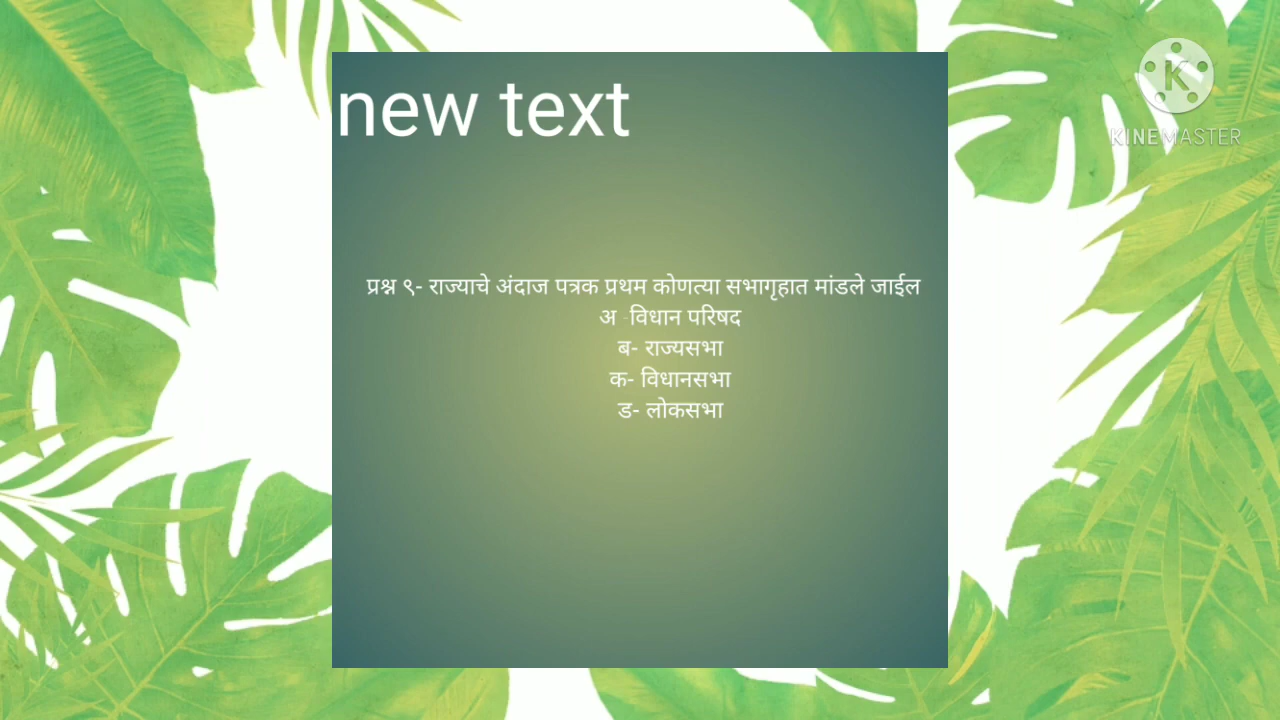 new text
KINEMASTER
प्रश्न ९- राज्याचे अंदाज पत्रक प्रथम कोणत्या सभागृहात मांडले जाईल
अ -विधान परिषद
ब- राज्यसभा
क- विधानसभा
ड- लोकसभा